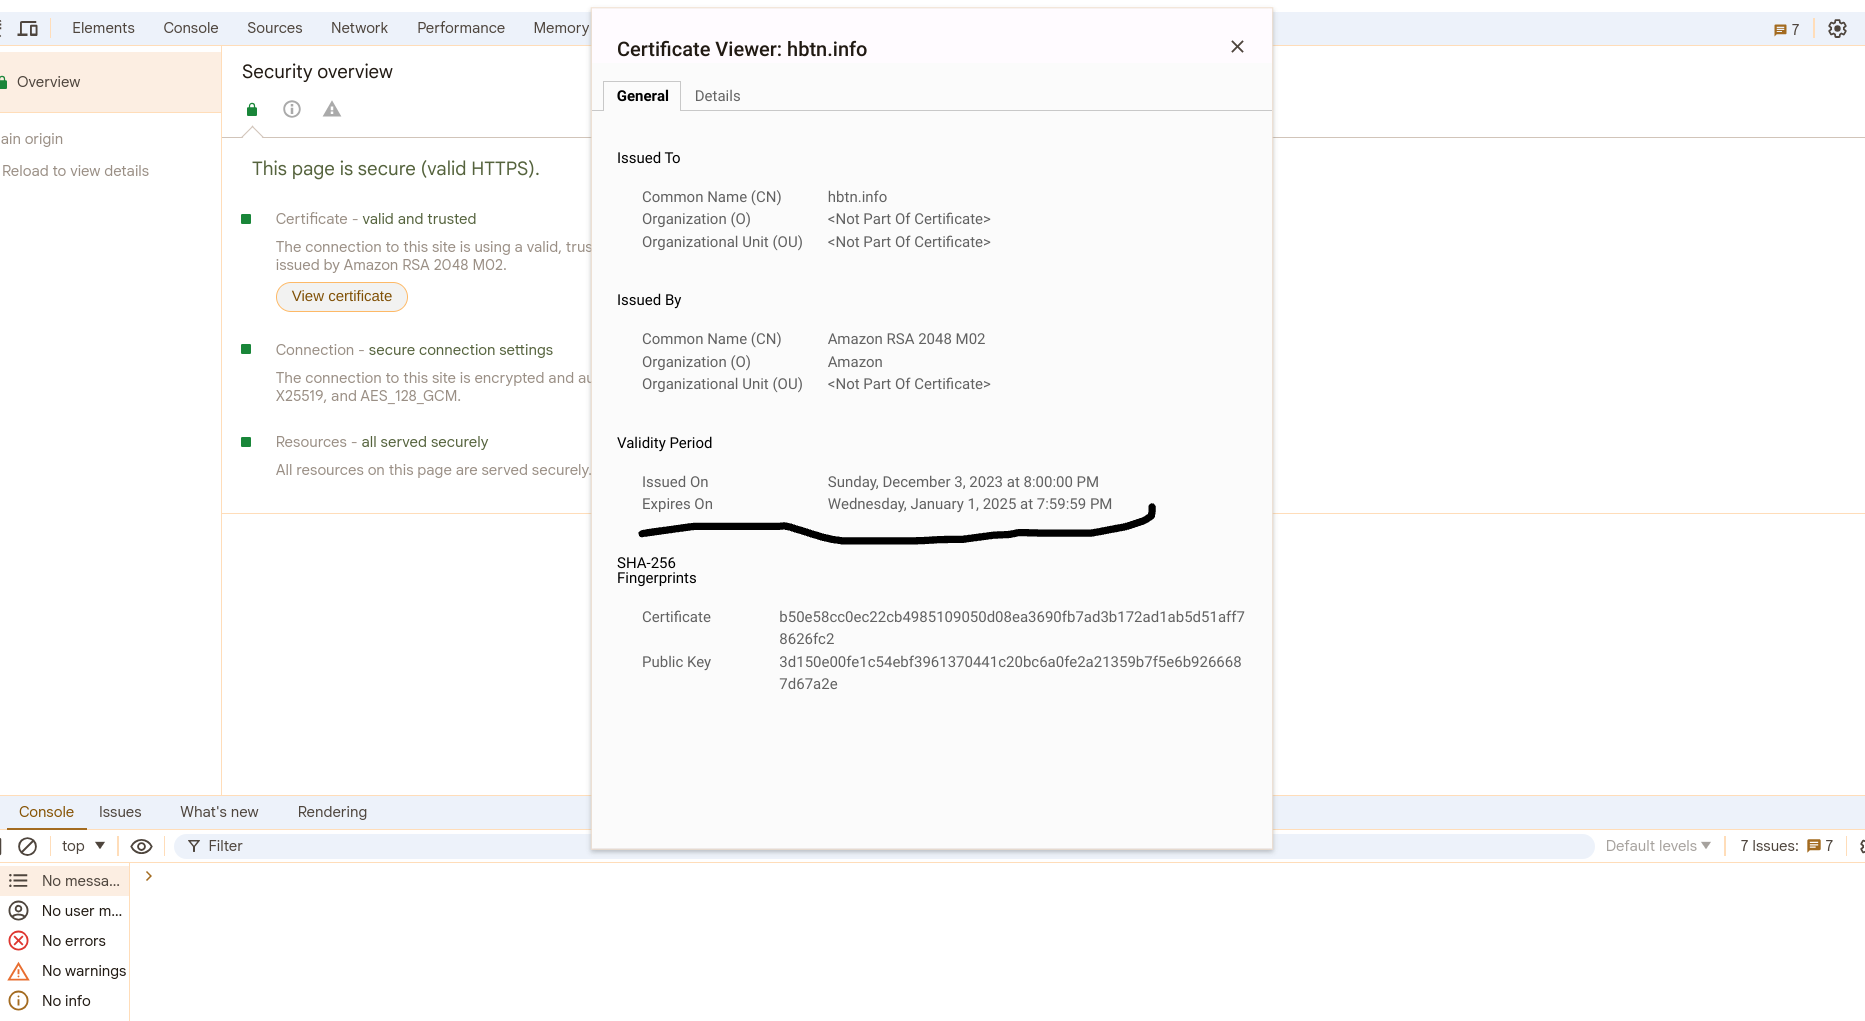 Elements Console Sources Network Performance Memory
7
Overview
ain origin
Reload to view details
Security overview
This page is secure (valid HTTPS).
Certificate - valid and trusted
The connection to this site is using a valid, trus
issued by Amazon RSA 2048 M02.
View certificate
Connection - secure connection settings
The connection to this site is encrypted and au
X25519, and AES_128_GCM.
Resources - all served securely
All resources on this page are served securely.
Certificate Viewer: hbtn.info
General Details
Issued To
Common Name (CN) hbtn.info
Organization (O) <Not Part Of Certificate>
Organizational Unit (OU) <Not Part Of Certificate>
Issued By
Common Name (CN) Amazon RSA 2048 M02
Organization (O) Amazon
Organizational Unit (OU) <Not Part Of Certificate>
Validity Period
Issued On Sunday, December 3, 2023 at 8:00:00 PM
Expires On Wednesday, January 1, 2025 at 7:59:59 PM
SHA-256
Fingerprints
Certificate b50e58cc0ec22cb4985109050d08ea3690fb7ad3b172ad1ab5d51aff7
8626fc2
Public Key 3d150e00fe1c54ebf3961370441c20bc6a0fe2a21359b7f5e6b926668
7d67a2e
Console Issues What's new Rendering
top Filter Default levels 7 Issues: 7
No messa...
No user m...
No errors
No warnings
No info